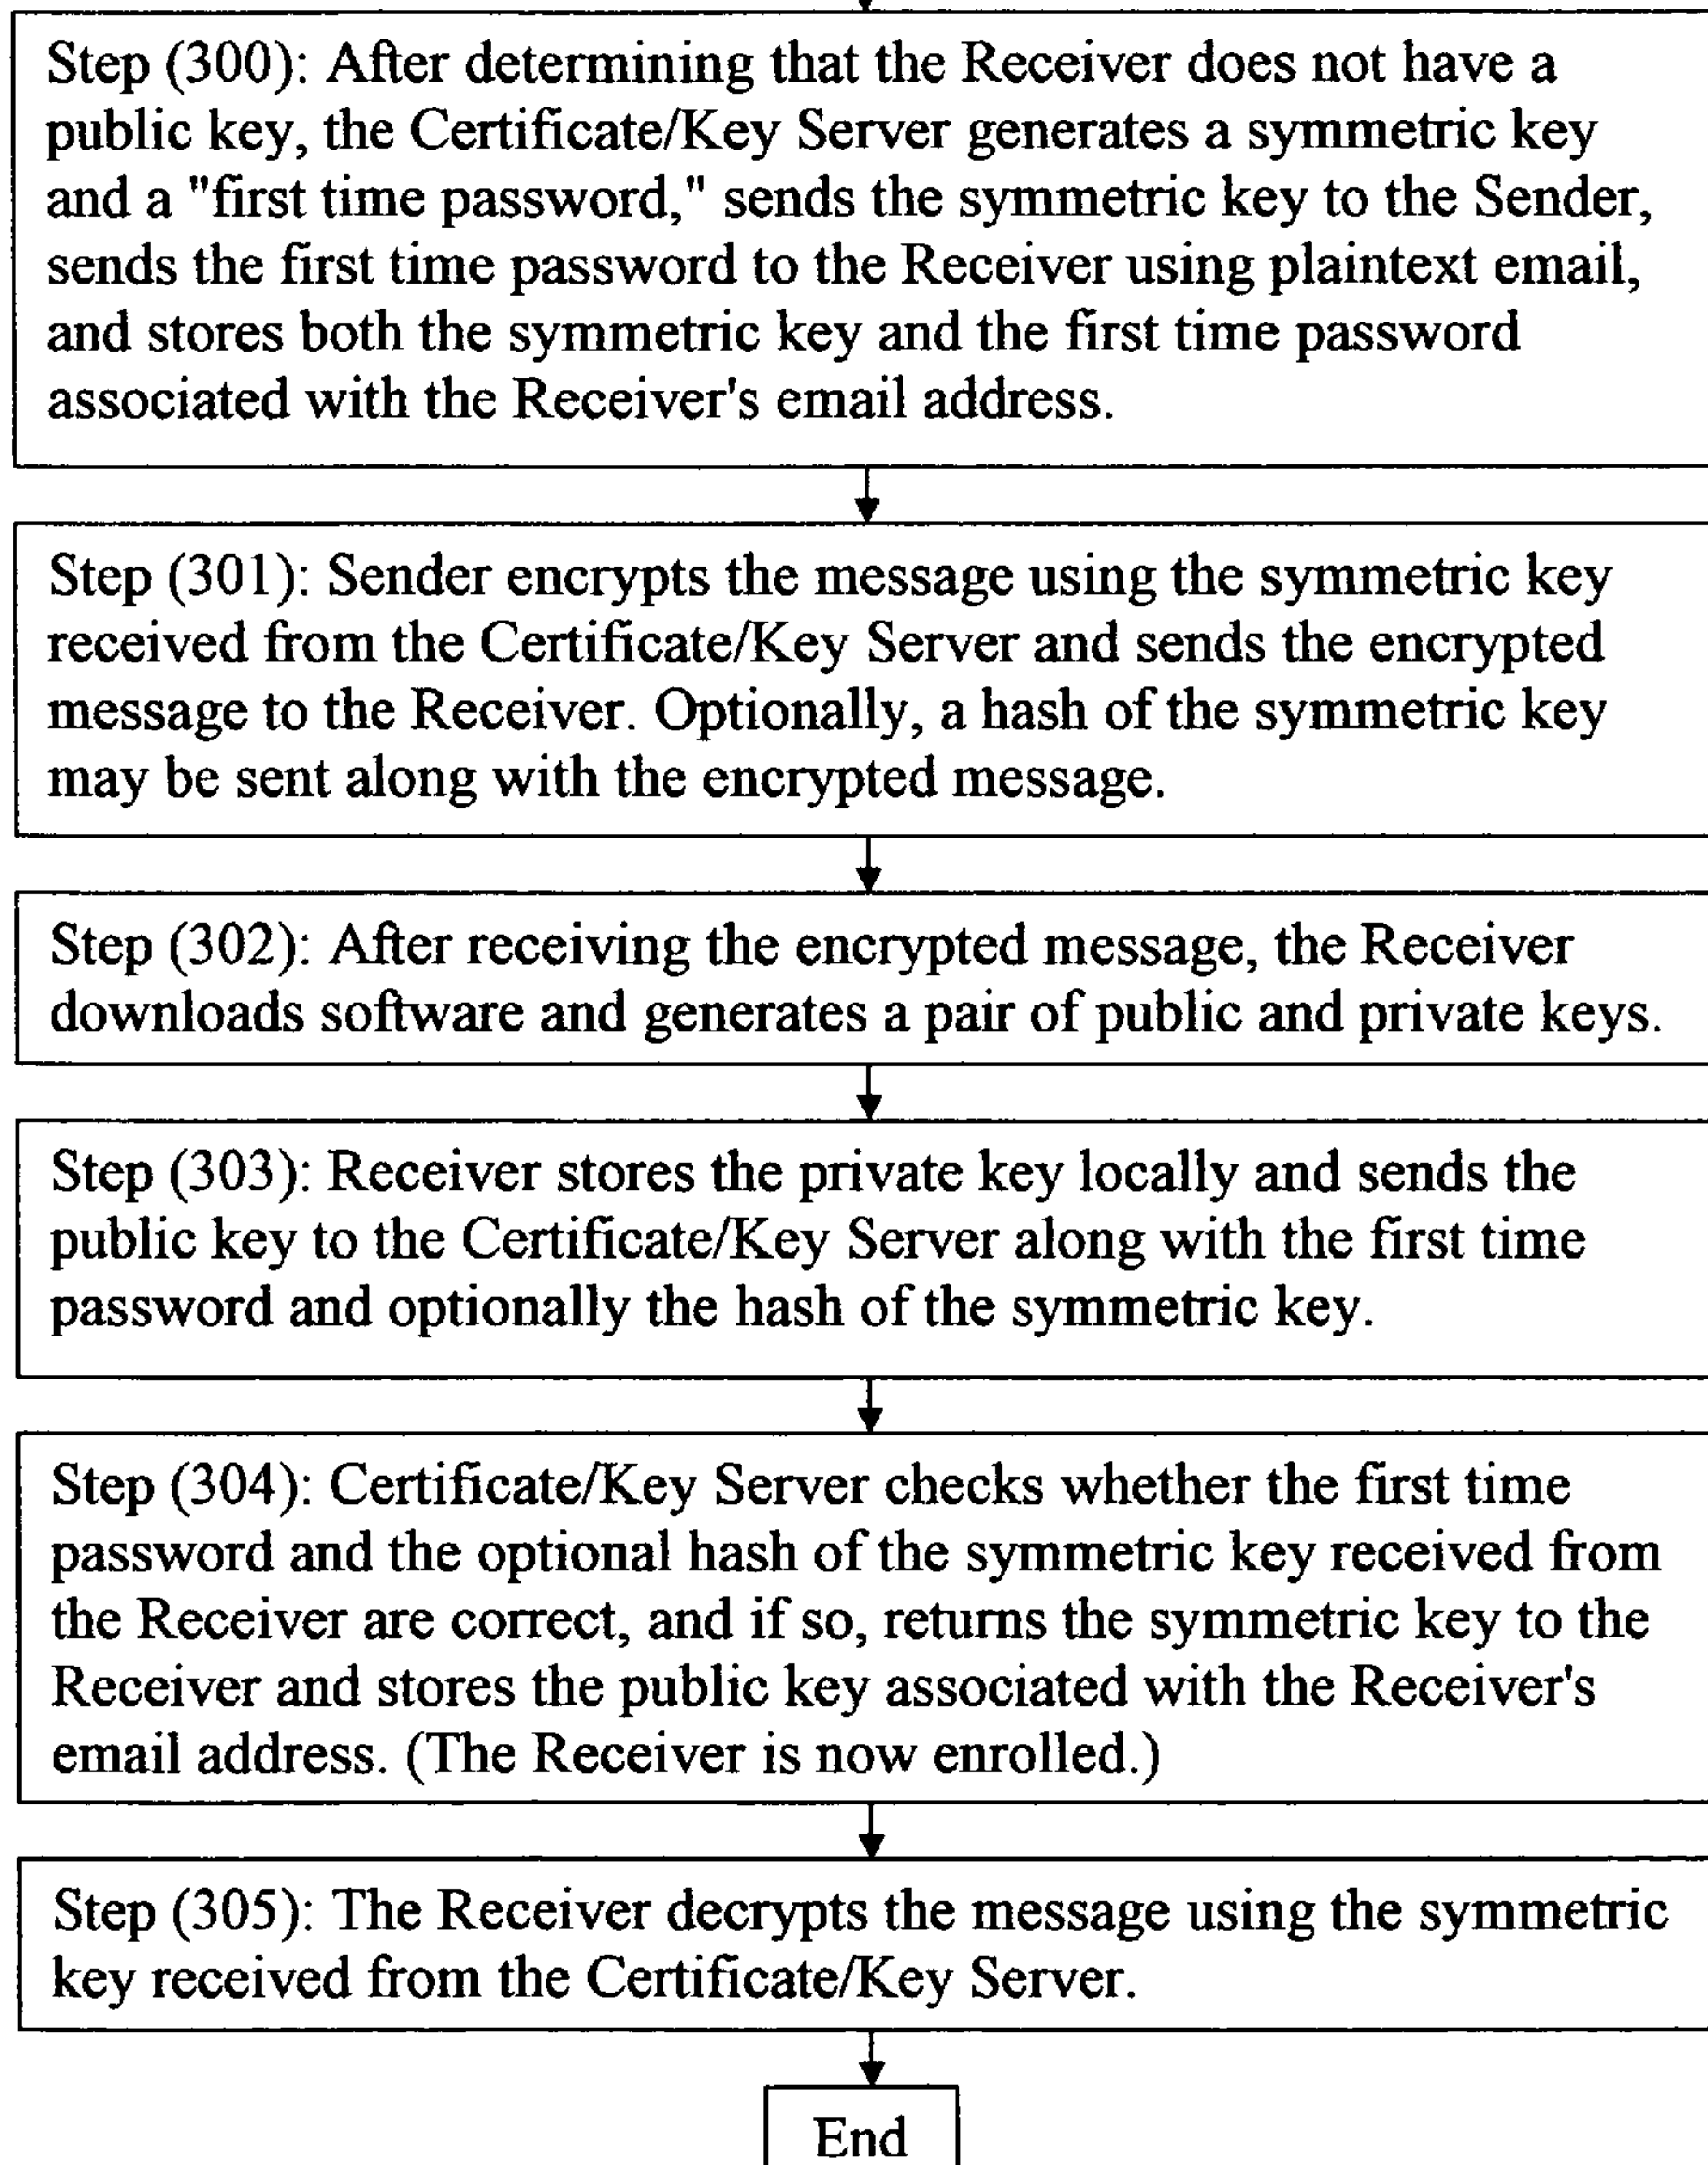 Step (300): After determining that the Receiver does not have a
public key, the Certificate/Key Server generates a symmetric key
and a "first time password," sends the symmetric key to the Sender,
sends the first time password to the Receiver using plaintext email,
and stores both the symmetric key and the first time password
associated with the Receiver's email address.
Step (301): Sender encrypts the message using the symmetric key
received from the Certificate/Key Server and sends the encrypted
message to the Receiver. Optionally, a hash of the symmetric key
may be sent along with the encrypted message.
Step (302): After receiving the encrypted message, the Receiver
downloads software and generates a pair of public and private keys.
Step (303): Receiver stores the private key locally and sends the
public key to the Certificate/Key Server along with the first time
password and optionally the hash of the symmetric key.
Step (304): Certificate/Key Server checks whether the first time
password and the optional hash of the symmetric key received from
the Receiver are correct, and if so, returns the symmetric key to the
Receiver and stores the public key associated with the Receiver's
email address. (The Receiver is now enrolled.)
Step (305): The Receiver decrypts the message using the symmetric
key received from the Certificate/Key Server.
End